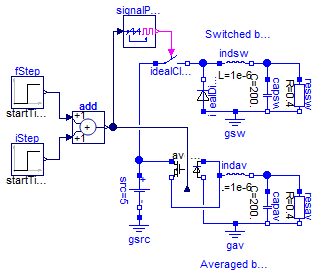 signalP...
Switched b...
fStep
idealCl...
indsw
L=1e-6
startTi...
add
+1
+1
iStep
startTi...
gsw
C=200...
capsw
R=0.4
ressw
av ...
indav
L=1e-6
src=5
gsrc
gav
C=200...
capav
R=0.4
resav
Averaged b...